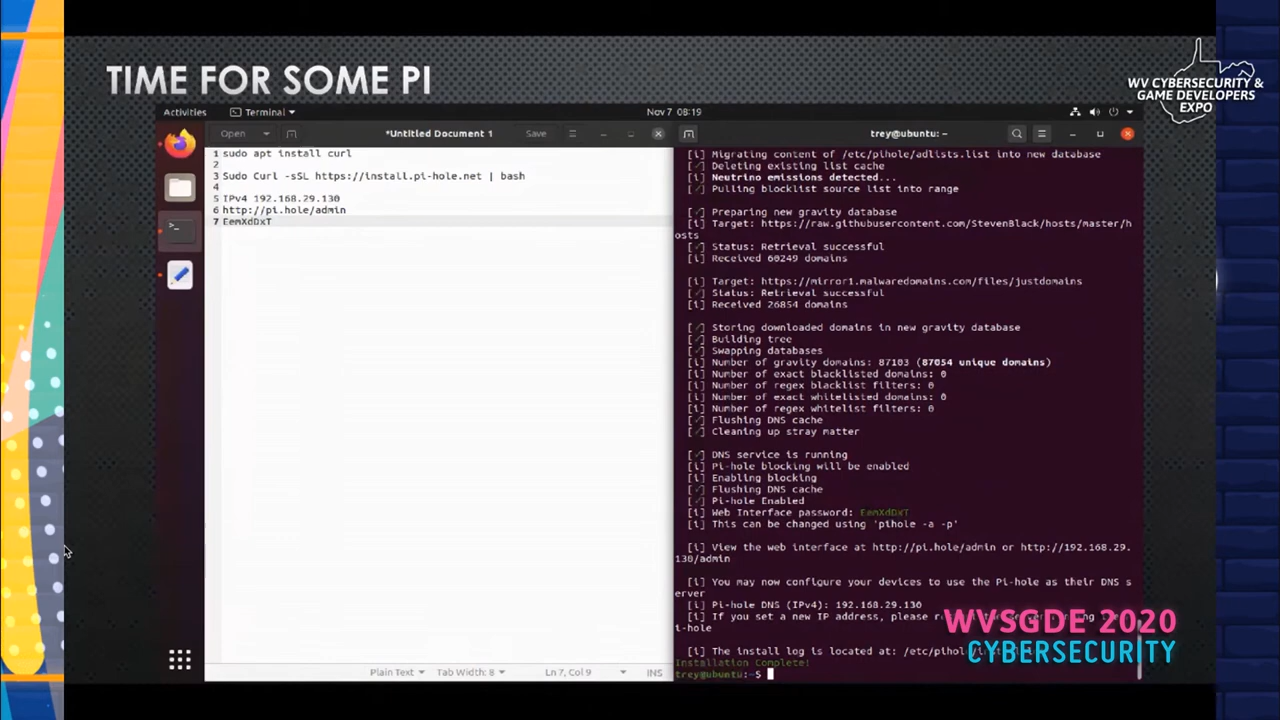 TIME FOR SOME PI
WV CYBERSECURITY &
GAME DEVELOPERS
EXPO
Activities
Terminal
Nov 7 08:19
Open
*Untitled Document 1
Save
trey@ubuntu: ~
1 sudo apt install curl
2
3 Sudo Curl -sSL https://install.pi-hole.net | bash
4
5 IPv4 192.168.29.130
6 http://pi.hole/admin
7 EemXdDxT
[i] Migrating content of /etc/pihole/adlists.list into new database
[✓] Deleting existing list cache
[i] Neutrino emissions detected...
[✓] Pulling blocklist source list into range
[✓] Preparing new gravity database
[i] Target: https://raw.githubusercontent.com/StevenBlack/hosts/master/h
osts
[✓] Status: Retrieval successful
[i] Received 60249 domains
[i] Target: https://mirror1.malwaredomains.com/files/justdomains
[✓] Status: Retrieval successful
[i] Received 26854 domains
[✓] Storing downloaded domains in new gravity database
[✓] Building tree
[✓] Swapping databases
[i] Number of gravity domains: 87103 (87054 unique domains)
[i] Number of exact blacklisted domains: 0
[i] Number of regex blacklist filters: 0
[i] Number of exact whitelisted domains: 0
[i] Number of regex whitelist filters: 0
[✓] Flushing DNS cache
[✓] Cleaning up stray matter
[✓] DNS service is running
[i] Pi-hole blocking will be enabled
[i] Enabling blocking
[✓] Flushing DNS cache
[✓] Pi-hole Enabled
[i] Web Interface password: EemXdDxT
[i] This can be changed using 'pihole -a -p'
[i] View the web interface at http://pi.hole/admin or http://192.168.29.
130/admin
[i] You may now configure your devices to use the Pi-hole as their DNS s
erver
[i] Pi-hole DNS (IPv4): 192.168.29.130
[i] If you set a new IP address, please
i-hole
[i] The install log is located at: /etc/pihole/
Installation Complete!
trey@ubuntu:~$
Plain Text
Tab Width: 8
Ln 7, Col 9
INS
WVSGDE 2020
CYBERSECURITY